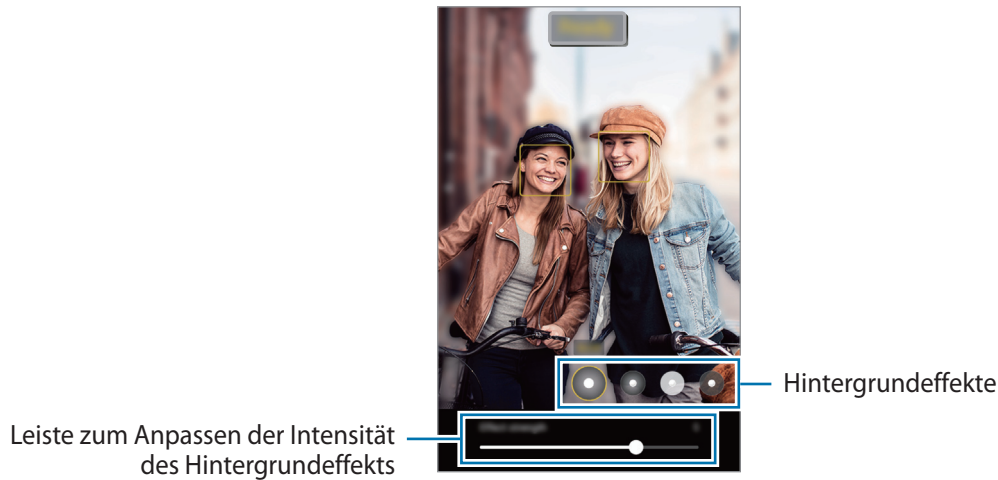 Hintergrundeffekte
Leiste zum Anpassen der Intensität
des Hintergrundeffekts